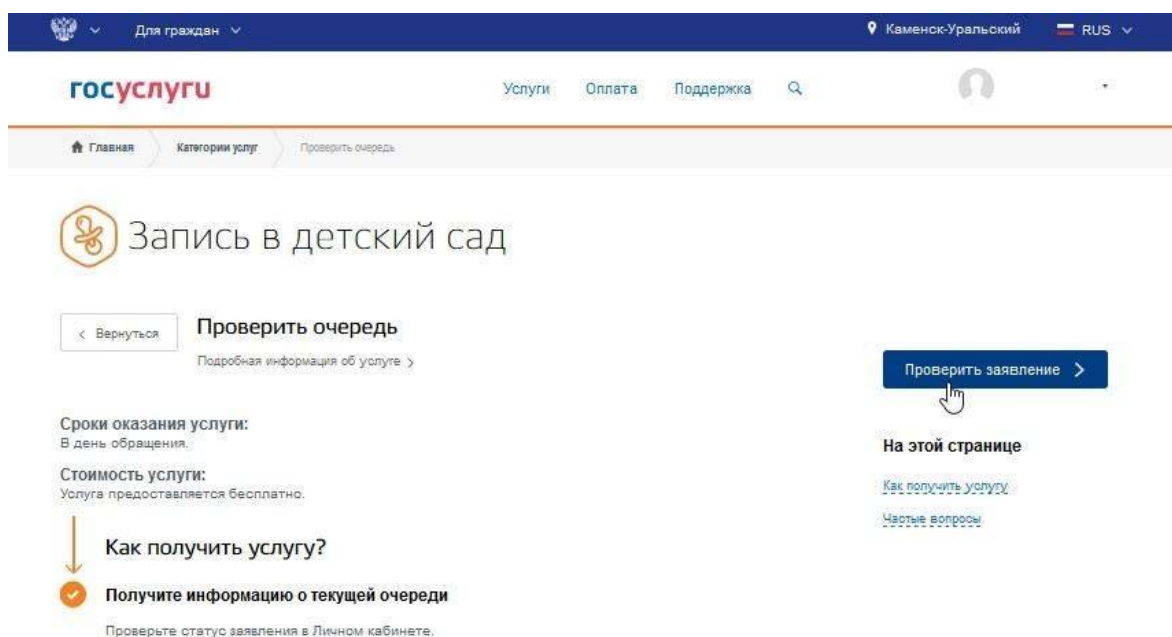 Для граждан
Каменск-Уральский
RUS
госуслуги
Услуги Оплата Поддержка
Главная Категории услуг Проверить очередь
Запись в детский сад
Вернуться
Проверить очередь
Подробная информация об услуге
Проверить заявление
Сроки оказания услуги:
В день обращения.
Стоимость услуги:
Услуга предоставляется бесплатно.
На этой странице
Как получить услугу
Частые вопросы
Как получить услугу?
Получите информацию о текущей очереди
Проверьте статус заявления в Личном кабинете.